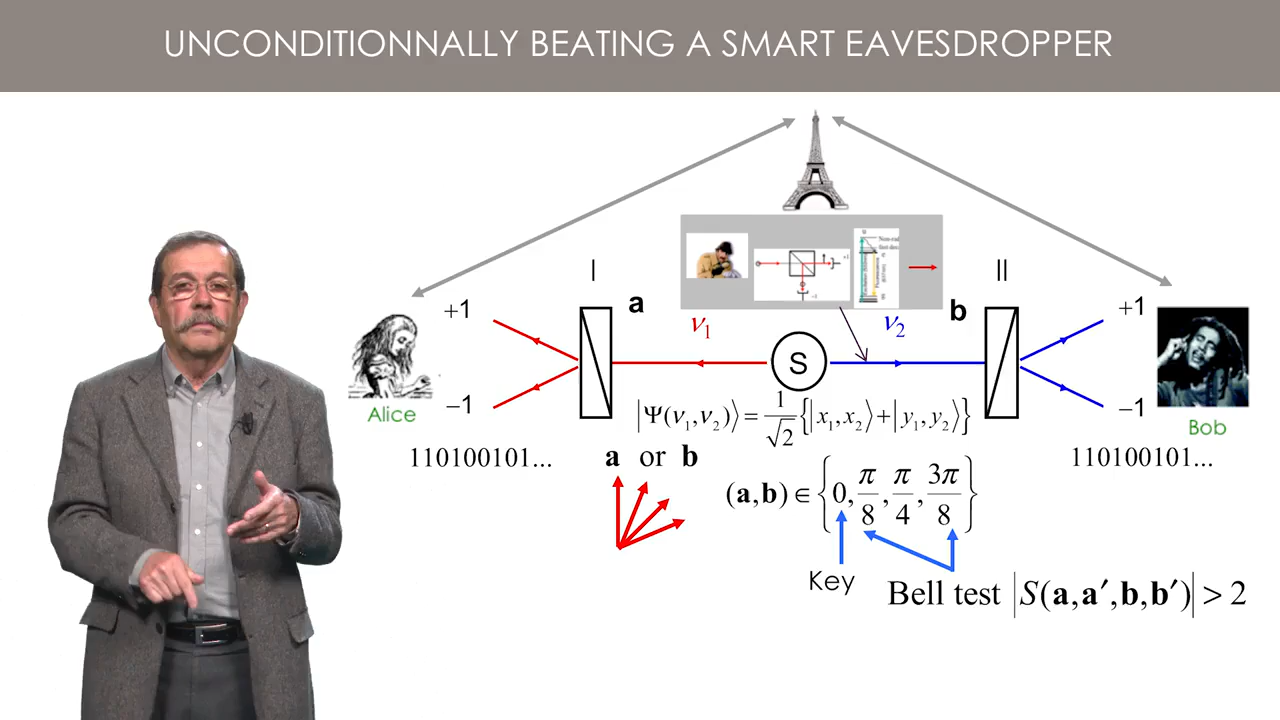 UNCONDITIONNALLY BEATING A SMART EAVESDROPPER
I
II
a
b
+1
+1
ν₁
ν₂
S
−1
−1
Alice
Bob
|Ψ(ν₁,ν₂)⟩ = 1/√2 {|x₁,x₂⟩+|y₁,y₂⟩}
110100101...
a or b
110100101...
(a,b) ∈ {0, π/8, π/4, 3π/8}
Key
Bell test |S(a,a′,b,b′)| > 2